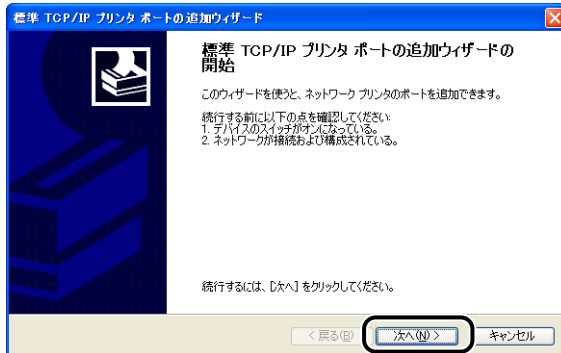 標準 TCP/IP プリンタ ポートの追加ウィザード
標準 TCP/IP プリンタ ポートの追加ウィザードの
開始
このウィザードを使うと、ネットワーク プリンタのポートを追加できます。
続行する前に以下の点を確認してください:
1. デバイスのスイッチがオンになっている。
2. ネットワークが接続および構成されている。
続行するには、[次へ] をクリックしてください。
< 戻る(B) 次へ(N) > キャンセル